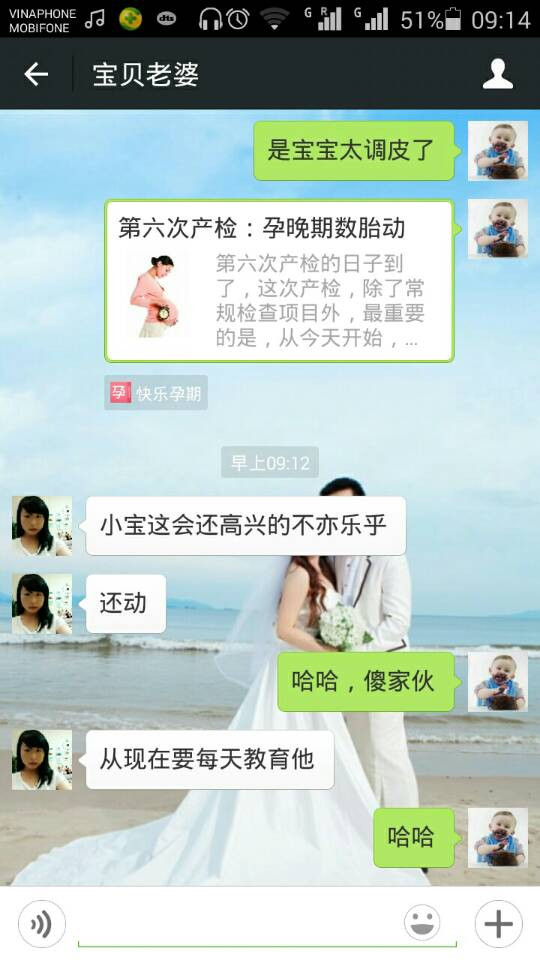 VINAPHONE
MOBIFONE
dts
G R
G
51%
09:14
宝贝老婆
是宝宝太调皮了
第六次产检：孕晚期数胎动
第六次产检的日子到
了，这次产检，除了常
规检查项目外，最重要
的是，从今天开始，...
孕 快乐孕期
早上09:12
小宝这会还高兴的不亦乐乎
还动
哈哈，傻家伙
从现在要每天教育他
哈哈